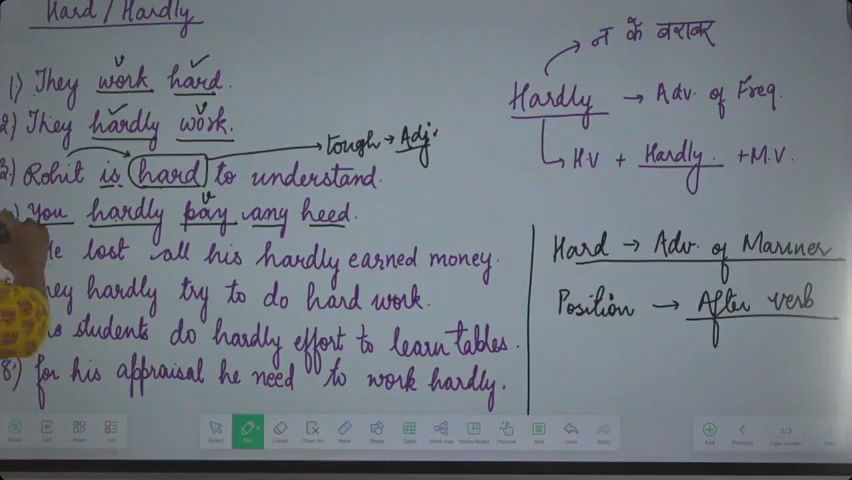 Hard / Hardly
1) They work hard.
2) They hardly work.
3.) Rohit is hard to understand.
tough → Adj.
You hardly pay any heed.
lost all his hardly earned money.
hardly try to do hard work.
students do hardly effort to learn tables.
8.) for his appraisal he need to work hardly.
न के बराबर
Hardly → Adv. of Freq.
H.V + Hardly + M.V.
Hard → Adv. of Manner
Position → After verb